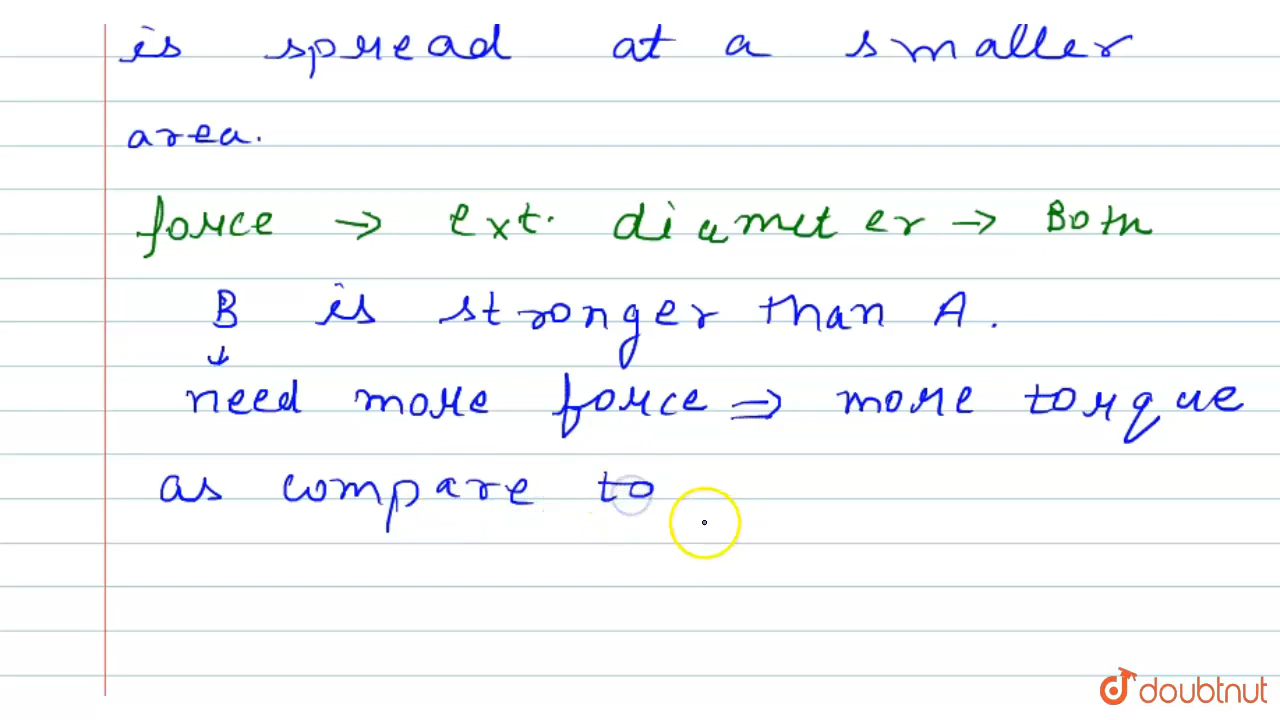 is spread at a smaller
area.
force → ext. diameter → Both
B is stronger than A.
↓
need more force ⇒ more torque
as compare to
doubtnut